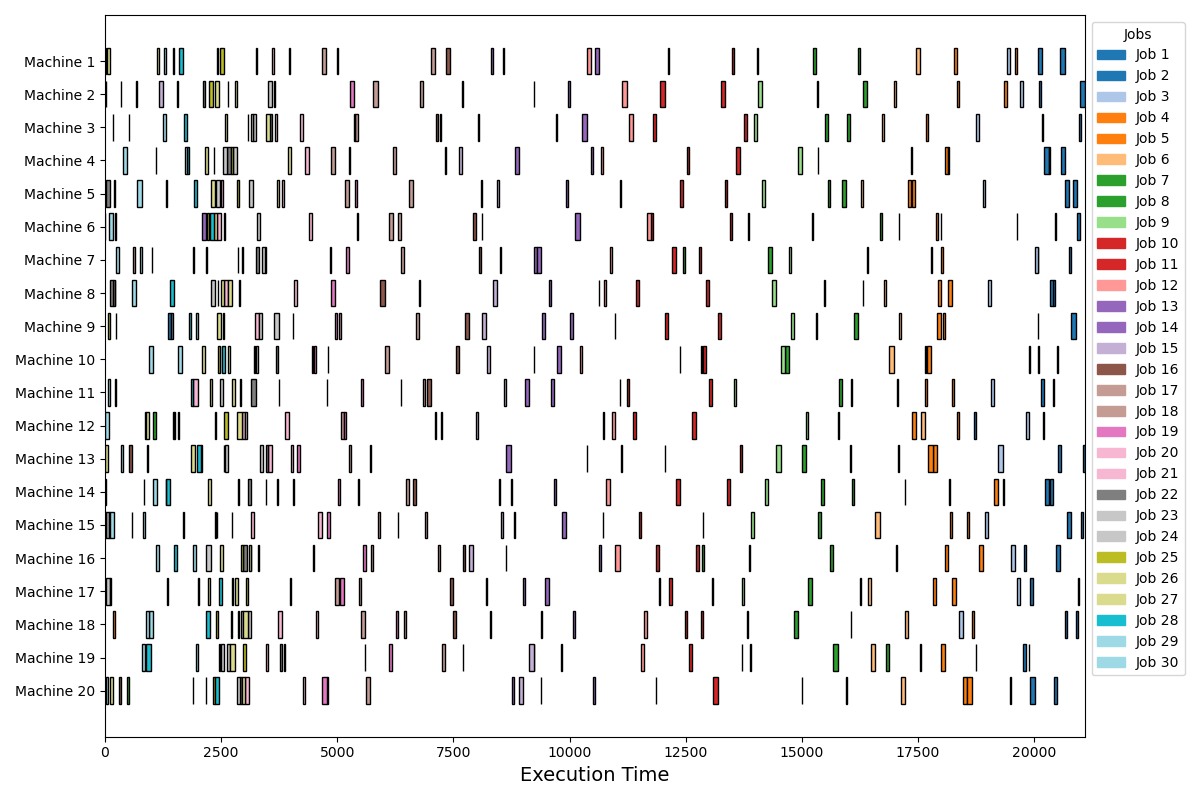 Machine 1
Machine 2
Machine 3
Machine 4
Machine 5
Machine 6
Machine 7
Machine 8
Machine 9
Machine 10
Machine 11
Machine 12
Machine 13
Machine 14
Machine 15
Machine 16
Machine 17
Machine 18
Machine 19
Machine 20
0 2500 5000 7500 10000 12500 15000 17500 20000
Execution Time
Jobs
Job 1
Job 2
Job 3
Job 4
Job 5
Job 6
Job 7
Job 8
Job 9
Job 10
Job 11
Job 12
Job 13
Job 14
Job 15
Job 16
Job 17
Job 18
Job 19
Job 20
Job 21
Job 22
Job 23
Job 24
Job 25
Job 26
Job 27
Job 28
Job 29
Job 30